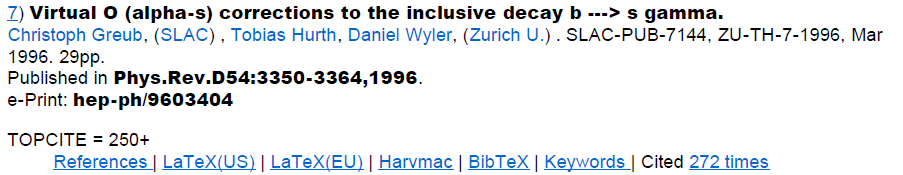 7) Virtual O (alpha-s) corrections to the inclusive decay b ---> s gamma.
Christoph Greub, (SLAC) , Tobias Hurth, Daniel Wyler, (Zurich U.) . SLAC-PUB-7144, ZU-TH-7-1996, Mar
1996. 29pp.
Published in Phys.Rev.D54:3350-3364,1996.
e-Print: hep-ph/9603404
TOPCITE = 250+
References | LaTeX(US) | LaTeX(EU) | Harvmac | BibTeX | Keywords | Cited 272 times